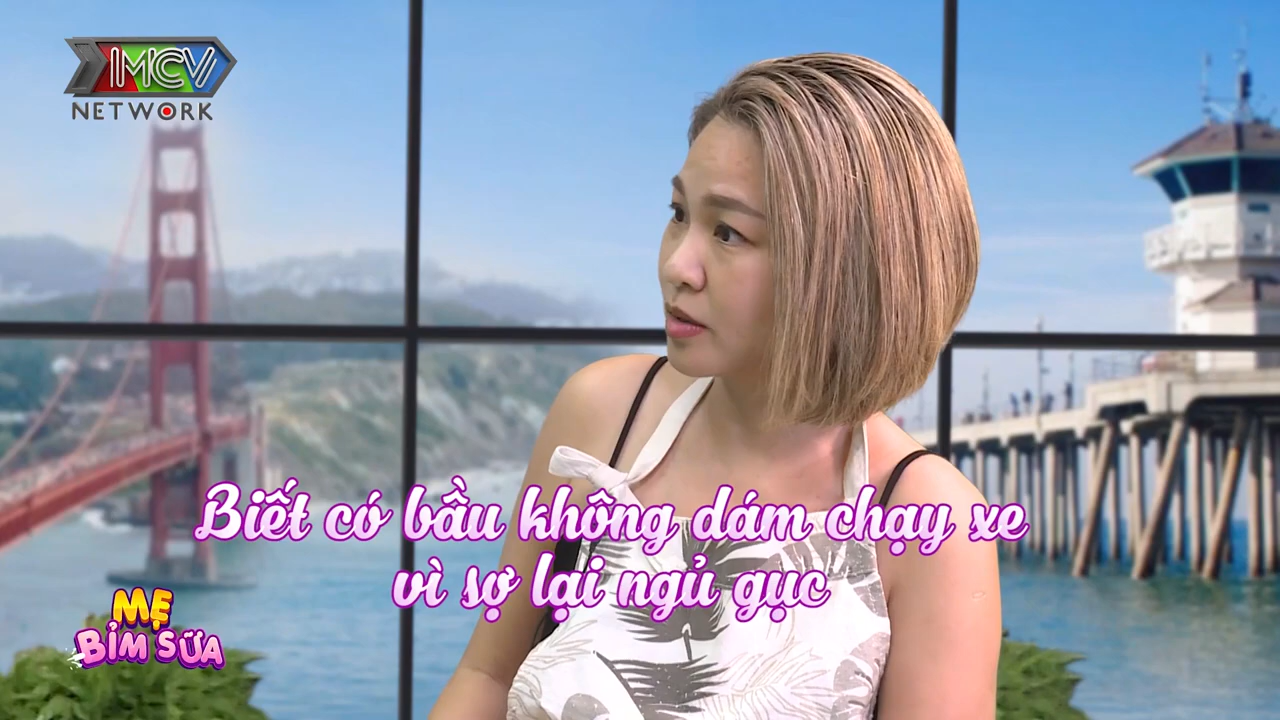 MCV
NETWORK
Biết có bầu không dám chạy xe
vì sợ lại ngủ gục
MẸ
BỈM SỮA